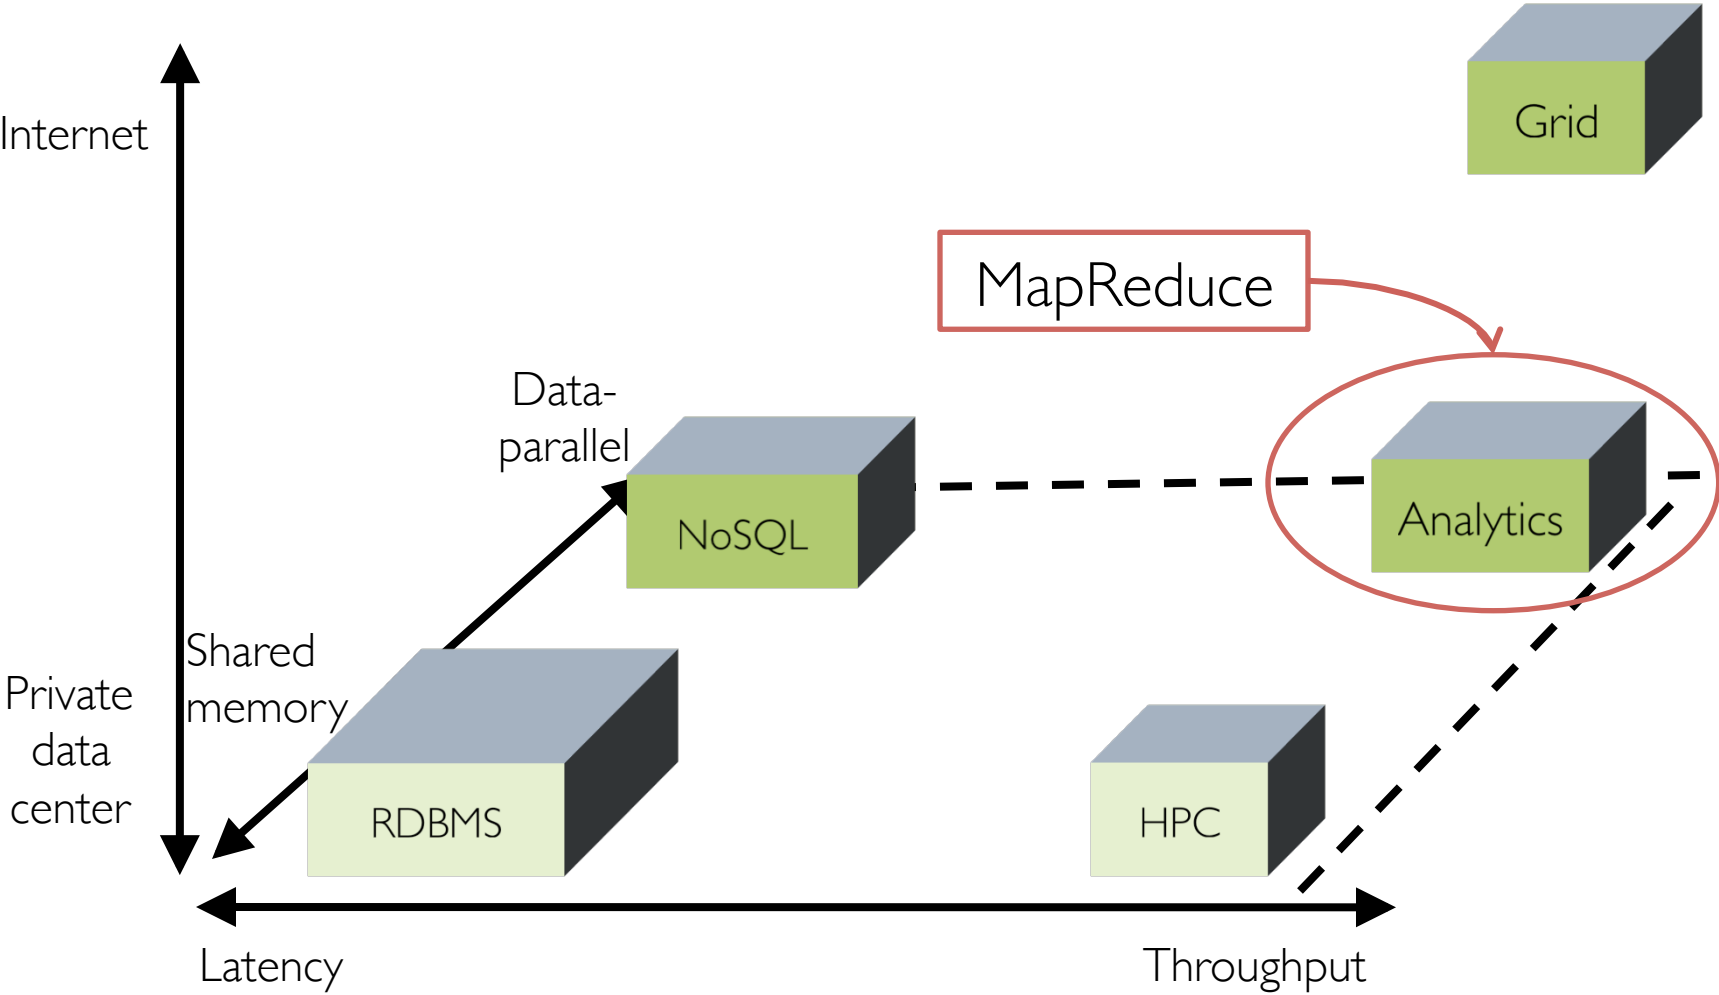 Grid
Internet
MapReduce
Data-
parallel
Analytics
NoSQL
Shared
memory
Private
data
center
RDBMS
HPC
Latency
Throughput